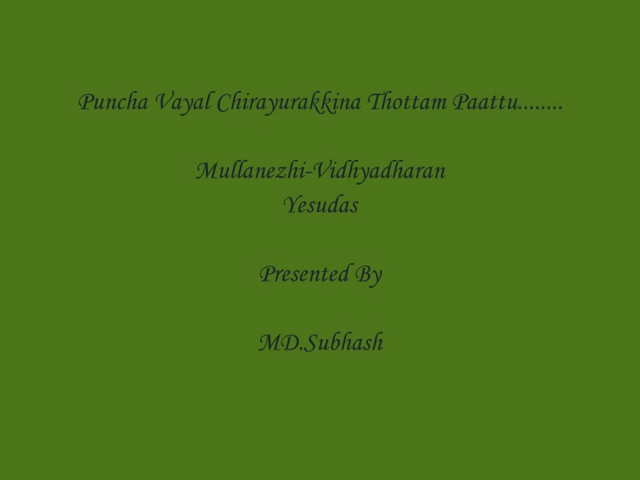 Puncha Vayal Chirayurakkina Thottam Paattu........
Mullanezhi-Vidhyadharan
Yesudas
Presented By
MD.Subhash